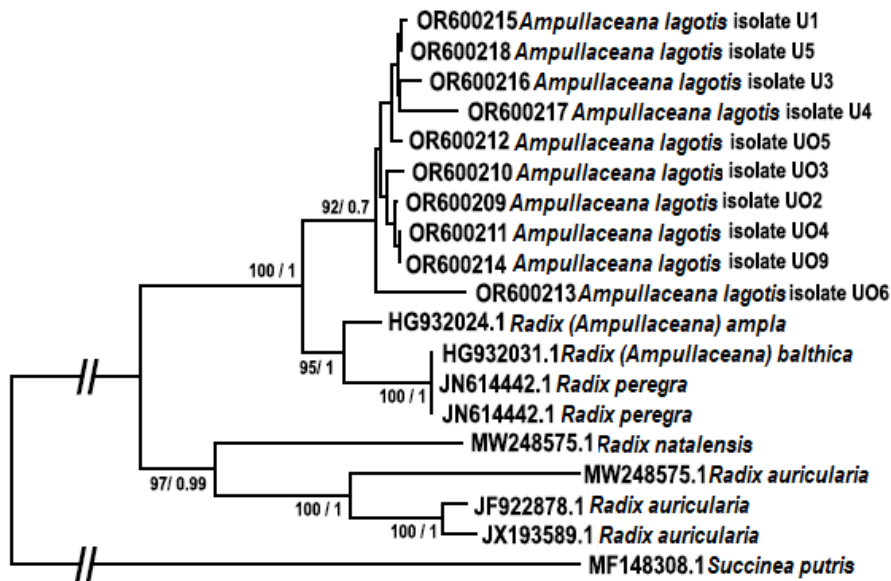 OR600215 Ampullaceana lagotis isolate U1
OR600218 Ampullaceana lagotis isolate U5
OR600216 Ampullaceana lagotis isolate U3
OR600217 Ampullaceana lagotis isolate U4
OR600212 Ampullaceana lagotis isolate UO5
OR600210 Ampullaceana lagotis isolate UO3
92/ 0.7
OR600209 Ampullaceana lagotis isolate UO2
OR600211 Ampullaceana lagotis isolate UO4
OR600214 Ampullaceana lagotis isolate UO9
100 / 1
OR600213 Ampullaceana lagotis isolate UO6
HG932024.1 Radix (Ampullaceana) ampla
HG932031.1 Radix (Ampullaceana) balthica
95/ 1
JN614442.1 Radix peregra
100 / 1
JN614442.1 Radix peregra
MW248575.1 Radix natalensis
MW248575.1 Radix auricularia
97/ 0.99
JF922878.1 Radix auricularia
100 / 1
JX193589.1 Radix auricularia
100 / 1
MF148308.1 Succinea putris